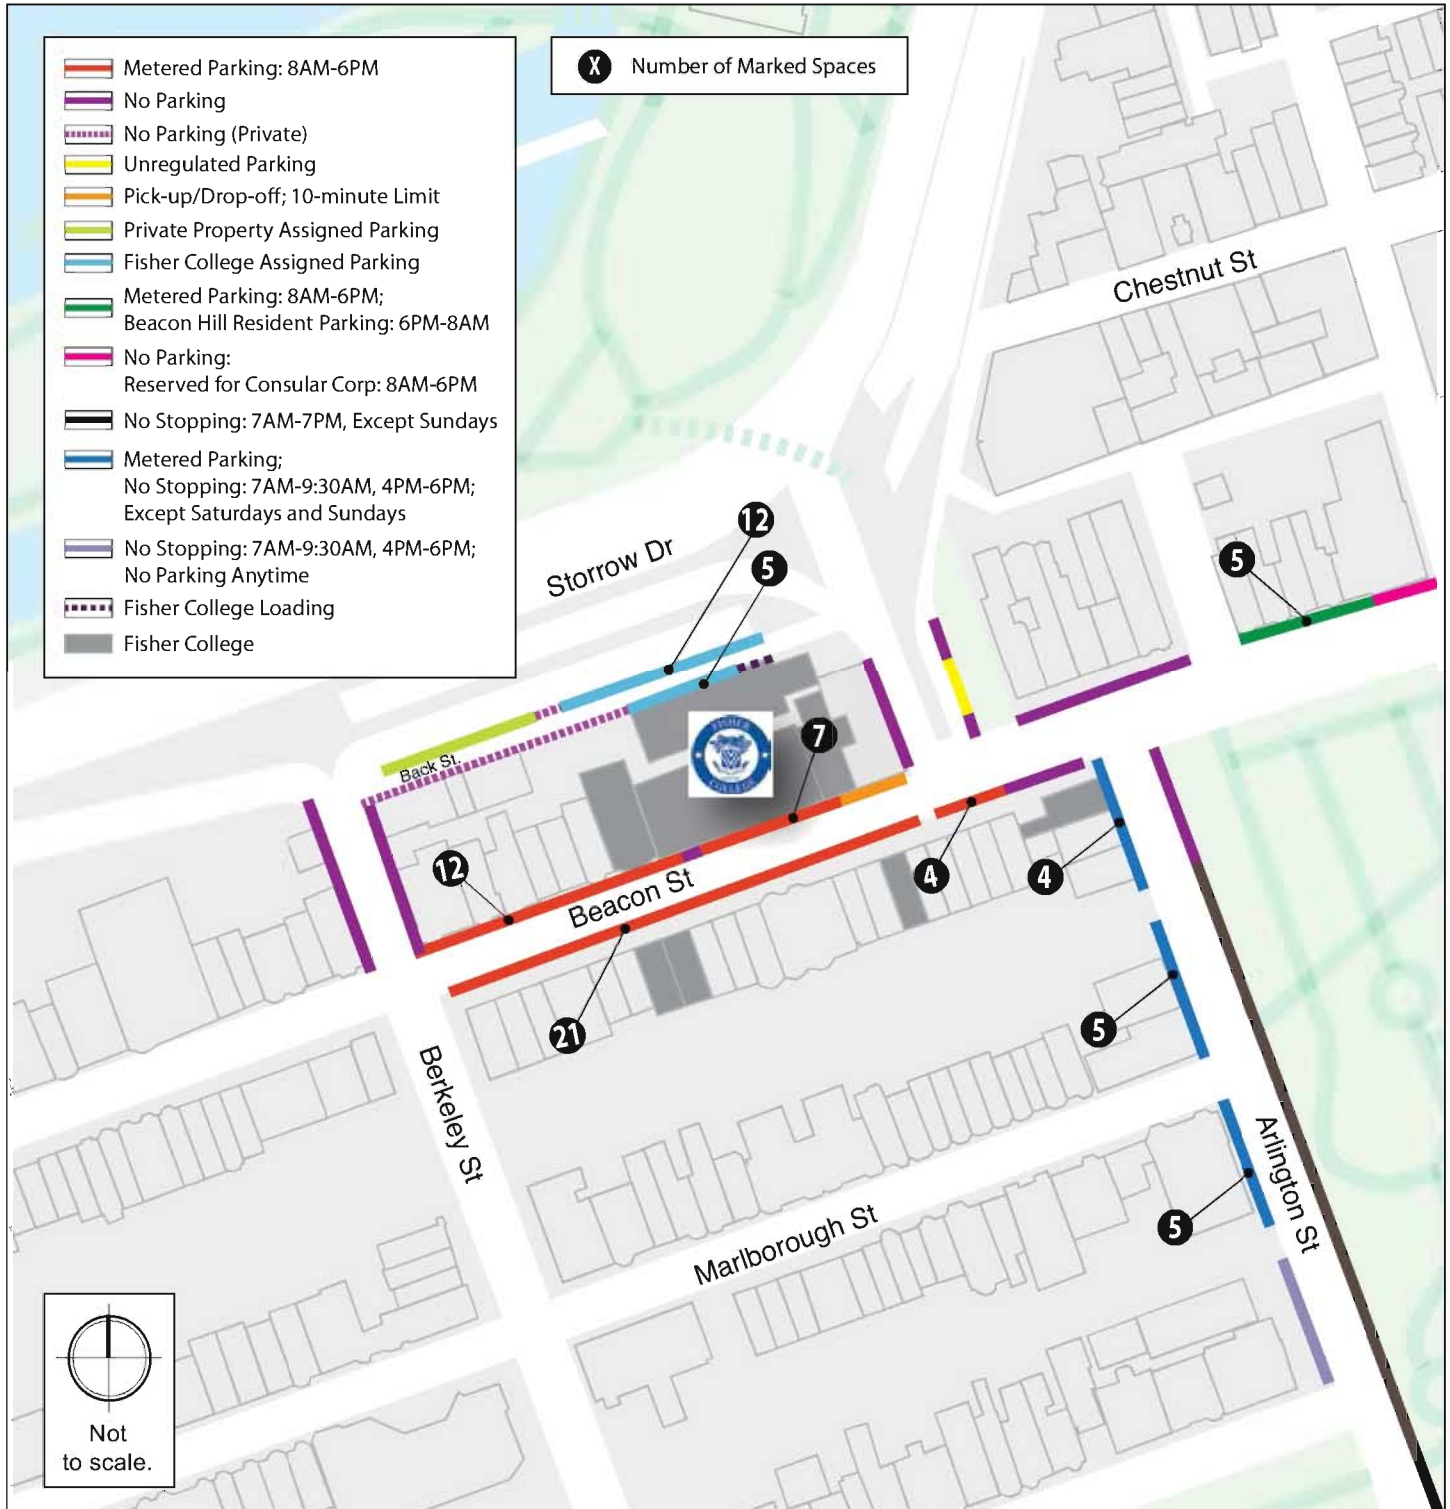 Metered Parking: 8AM-6PM
No Parking
No Parking (Private)
Unregulated Parking
Pick-up/Drop-off; 10-minute Limit
Private Property Assigned Parking
Fisher College Assigned Parking
Metered Parking: 8AM-6PM;
Beacon Hill Resident Parking: 6PM-8AM
No Parking:
Reserved for Consular Corp: 8AM-6PM
No Stopping: 7AM-7PM, Except Sundays
Metered Parking;
No Stopping: 7AM-9:30AM, 4PM-6PM;
Except Saturdays and Sundays
No Stopping: 7AM-9:30AM, 4PM-6PM;
No Parking Anytime
Fisher College Loading
Fisher College
X Number of Marked Spaces
Chestnut St
12
Storrow Dr
5
5
FISHER
COLLEGE
7
Back St.
12
Beacon St
4
4
21
5
Berkeley St
Arlington St
Marlborough St
5
Not
to scale.